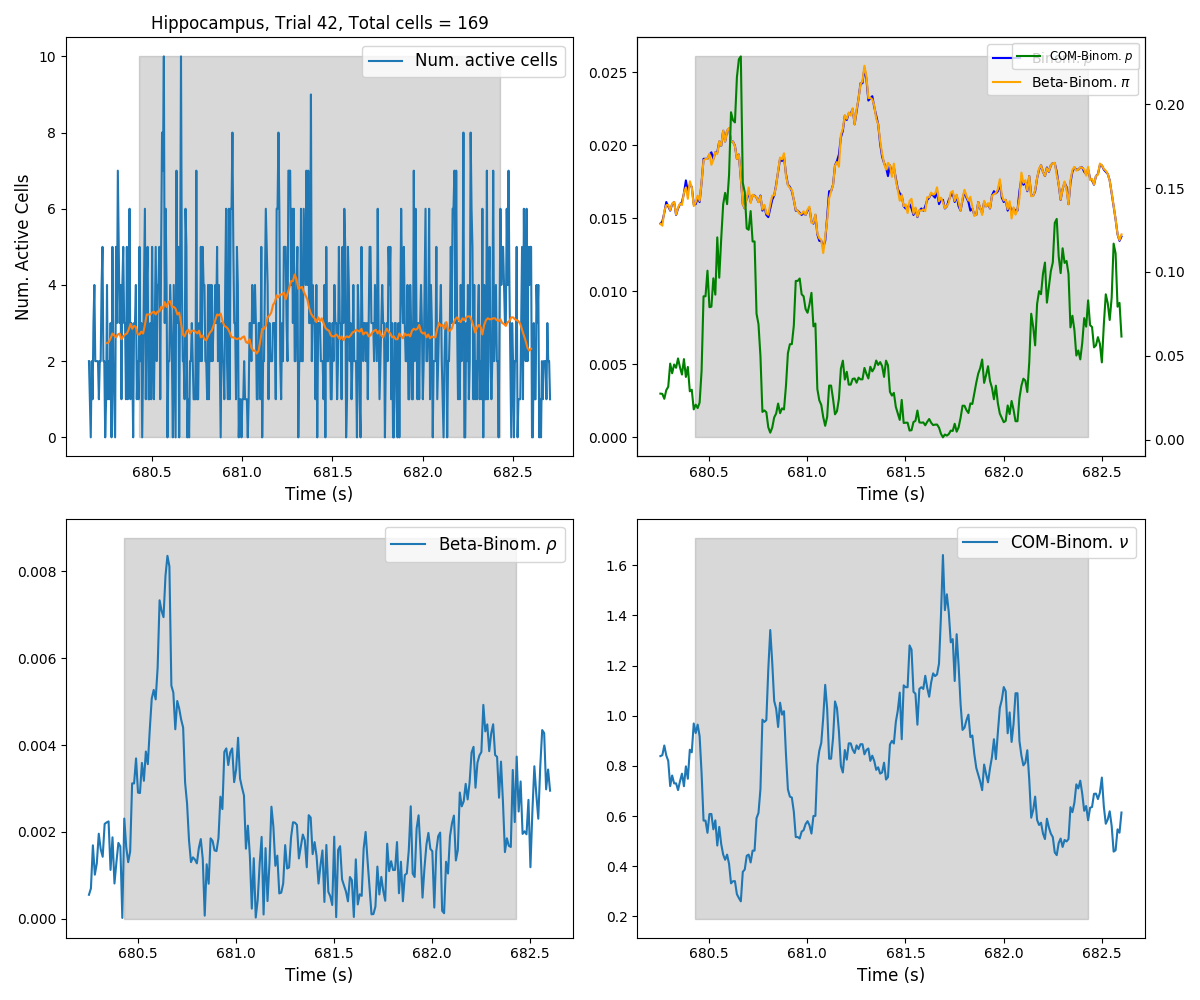 Hippocampus, Trial 42, Total cells = 169
Num. active cells
Num. Active Cells
10
8
6
4
2
0
680.5 681.0 681.5 682.0 682.5
Time (s)
COM-Binom. p
Binom. p
Beta-Binom. π
0.025
0.020
0.015
0.010
0.005
0.000
0.20
0.15
0.10
0.05
0.00
680.5 681.0 681.5 682.0 682.5
Time (s)
Beta-Binom. ρ
0.008
0.006
0.004
0.002
0.000
680.5 681.0 681.5 682.0 682.5
Time (s)
COM-Binom. ν
1.6
1.4
1.2
1.0
0.8
0.6
0.4
0.2
680.5 681.0 681.5 682.0 682.5
Time (s)